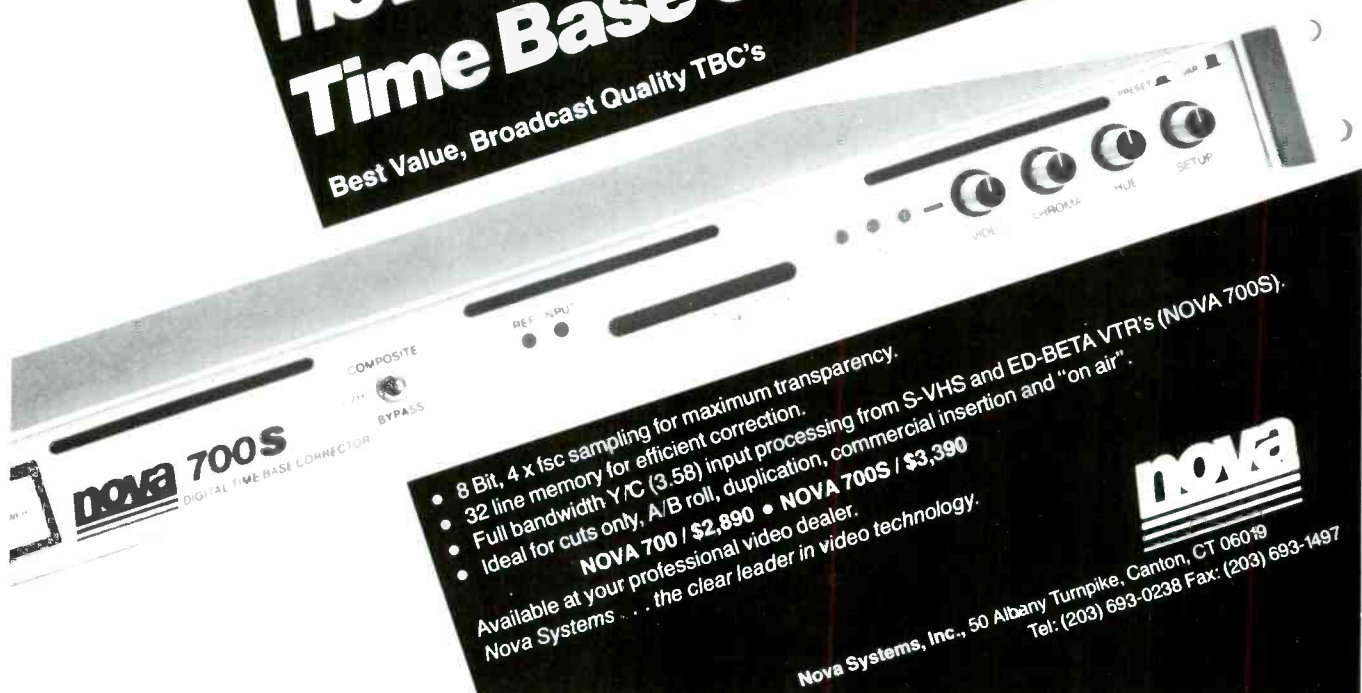 Time Base
Best Value, Broadcast Quality TBC's
PRESET
CHROMA
HUE
SETUP
REF INPUT
COMPOSITE
BYPASS
nova 700S
DIGITAL TIME BASE CORRECTOR
• 8 Bit, 4 x fsc sampling for maximum transparency.
• 32 line memory for efficient correction.
• Full bandwidth Y/C (3.58) input processing from S-VHS and ED-BETA VTR's (NOVA 700S).
• Ideal for cuts only, A/B roll, duplication, commercial insertion and "on air".
NOVA 700 / $2,890 • NOVA 700S / $3,390
Available at your professional video dealer.
Nova Systems . . . the clear leader in video technology.
nova
Nova Systems, Inc., 50 Albany Turnpike, Canton, CT 06019
Tel: (203) 693-0238 Fax: (203) 693-1497